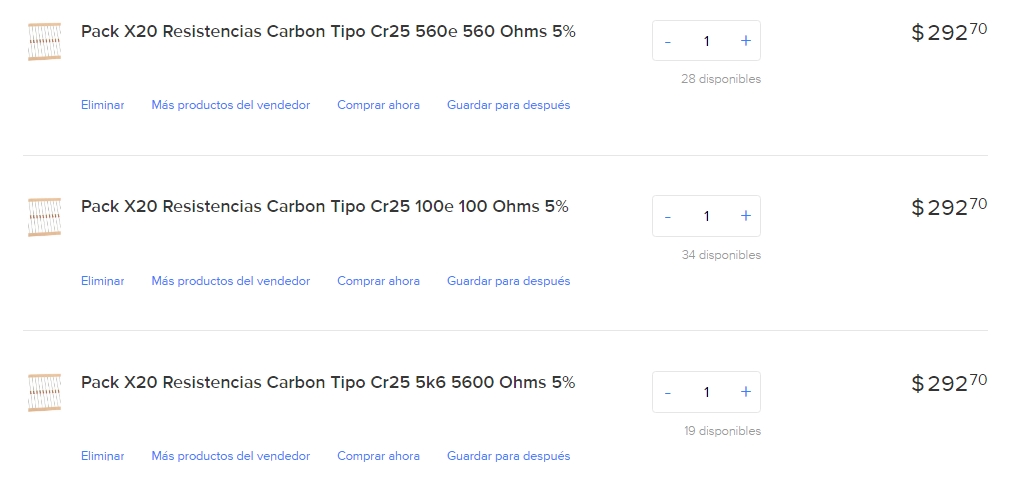 Pack X20 Resistencias Carbon Tipo Cr25 560e 560 Ohms 5%
- 1 +
$ 292 70
28 disponibles
Eliminar Más productos del vendedor Comprar ahora Guardar para después
Pack X20 Resistencias Carbon Tipo Cr25 100e 100 Ohms 5%
- 1 +
$ 292 70
34 disponibles
Eliminar Más productos del vendedor Comprar ahora Guardar para después
Pack X20 Resistencias Carbon Tipo Cr25 5k6 5600 Ohms 5%
- 1 +
$ 292 70
19 disponibles
Eliminar Más productos del vendedor Comprar ahora Guardar para después